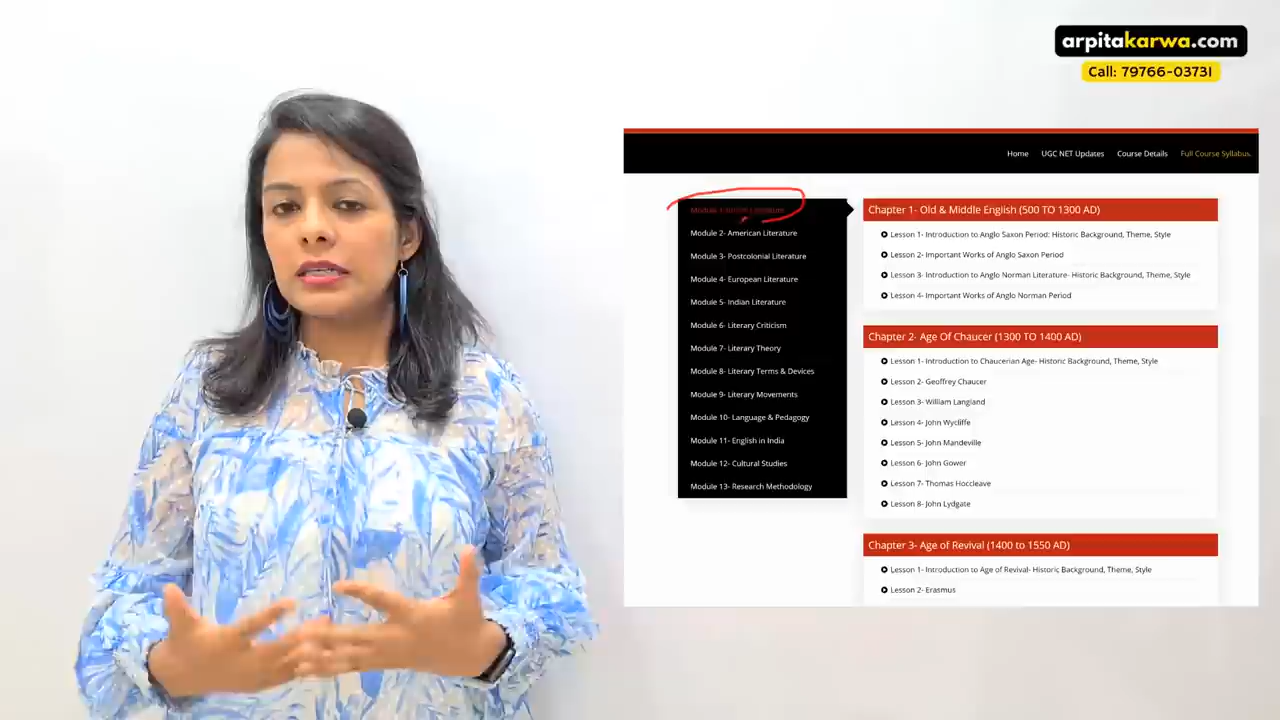 arpitakarwa.com
Call: 79766-03731
Home UGC NET Updates Course Details Full Course Syllabus.
Module 1-
Module 2- American Literature
Module 3- Postcolonial Literature
Module 4- European Literature
Module 5- Indian Literature
Module 6- Literary Criticism
Module 7- Literary Theory
Module 8- Literary Terms & Devices
Module 9- Literary Movements
Module 10- Language & Pedagogy
Module 11- English in India
Module 12- Cultural Studies
Module 13- Research Methodology
Chapter 1- Old & Middle English (500 TO 1300 AD)
Lesson 1- Introduction to Anglo Saxon Period: Historic Background, Theme, Style
Lesson 2- Important Works of Anglo Saxon Period
Lesson 3- Introduction to Anglo Norman Literature- Historic Background, Theme, Style
Lesson 4- Important Works of Anglo Norman Period
Chapter 2- Age Of Chaucer (1300 TO 1400 AD)
Lesson 1- Introduction to Chaucerian Age- Historic Background, Theme, Style
Lesson 2- Geoffrey Chaucer
Lesson 3- William Langland
Lesson 4- John Wycliffe
Lesson 5- John Mandeville
Lesson 6- John Gower
Lesson 7- Thomas Hoccleave
Lesson 8- John Lydgate
Chapter 3- Age of Revival (1400 to 1550 AD)
Lesson 1- Introduction to Age of Revival- Historic Background, Theme, Style
Lesson 2- Erasmus